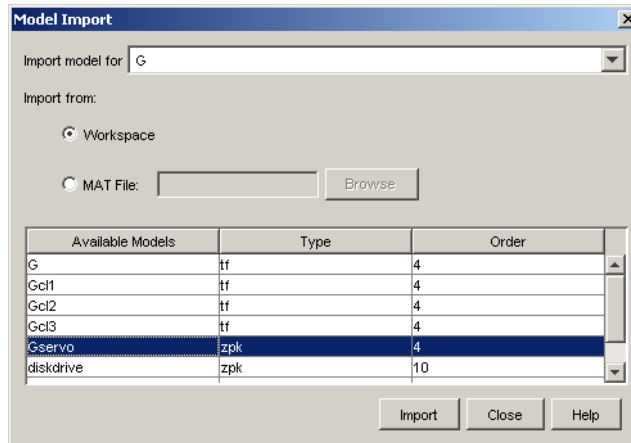 Model Import
Import model for G
Import from:
Workspace
MAT File: Browse
Available Models Type Order
G tf 4
Gcl1 tf 4
Gcl2 tf 4
Gcl3 tf 4
Gservo zpk 4
diskdrive zpk 10
Import Close Help